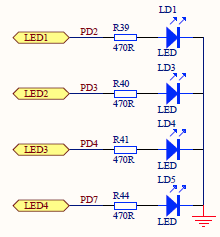 LD1
LED1 PD2 R39
470R LED
LD3
LED2 PD3 R40
470R LED
LD4
LED3 PD4 R41
470R LED
LD5
LED4 PD7 R44
470R LED